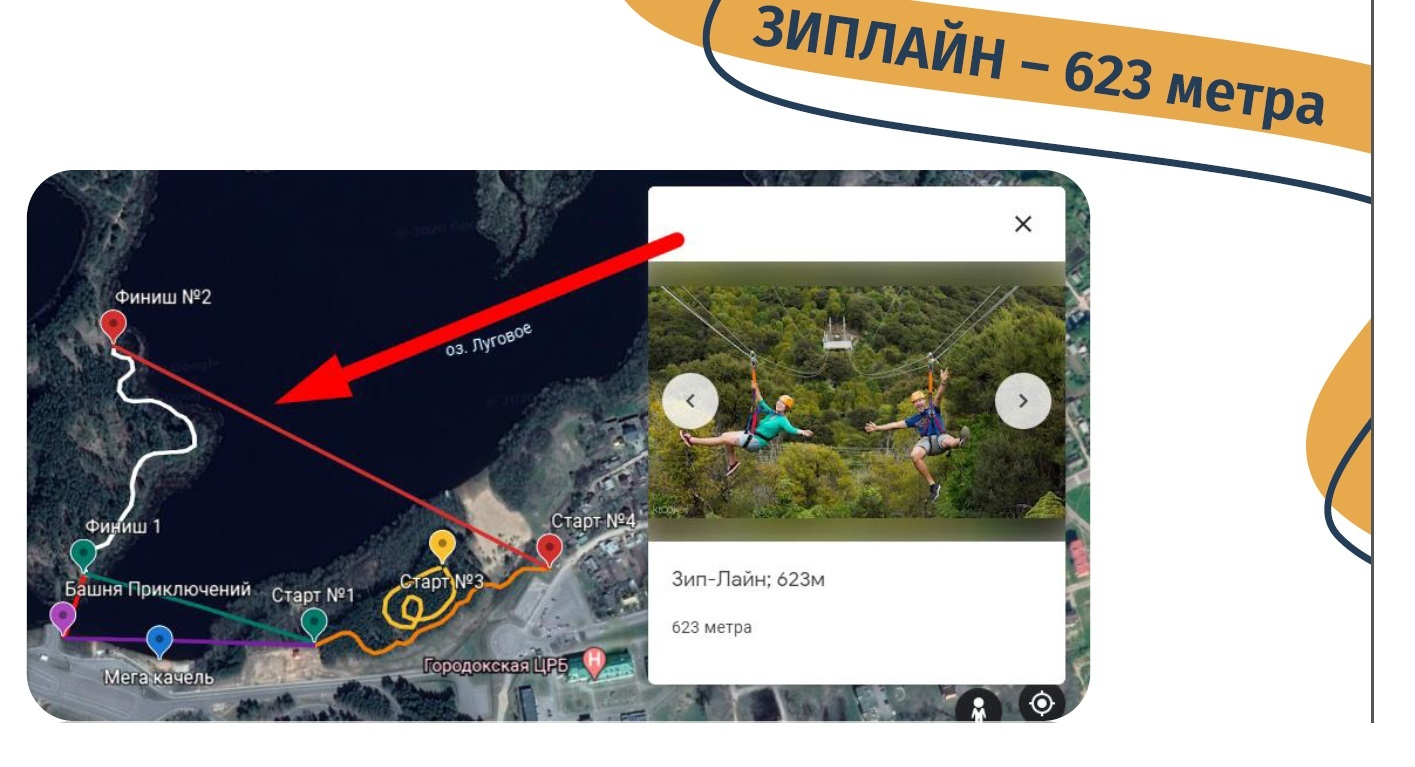 ЗИПЛАЙН – 623 метра
Финиш №2
оз. Луговое
Финиш 1
Старт №4
Башня Приключений
Старт №1
Старт №3
Мега качель
Городокская ЦРБ
H
Зип-Лайн; 623м
623 метра